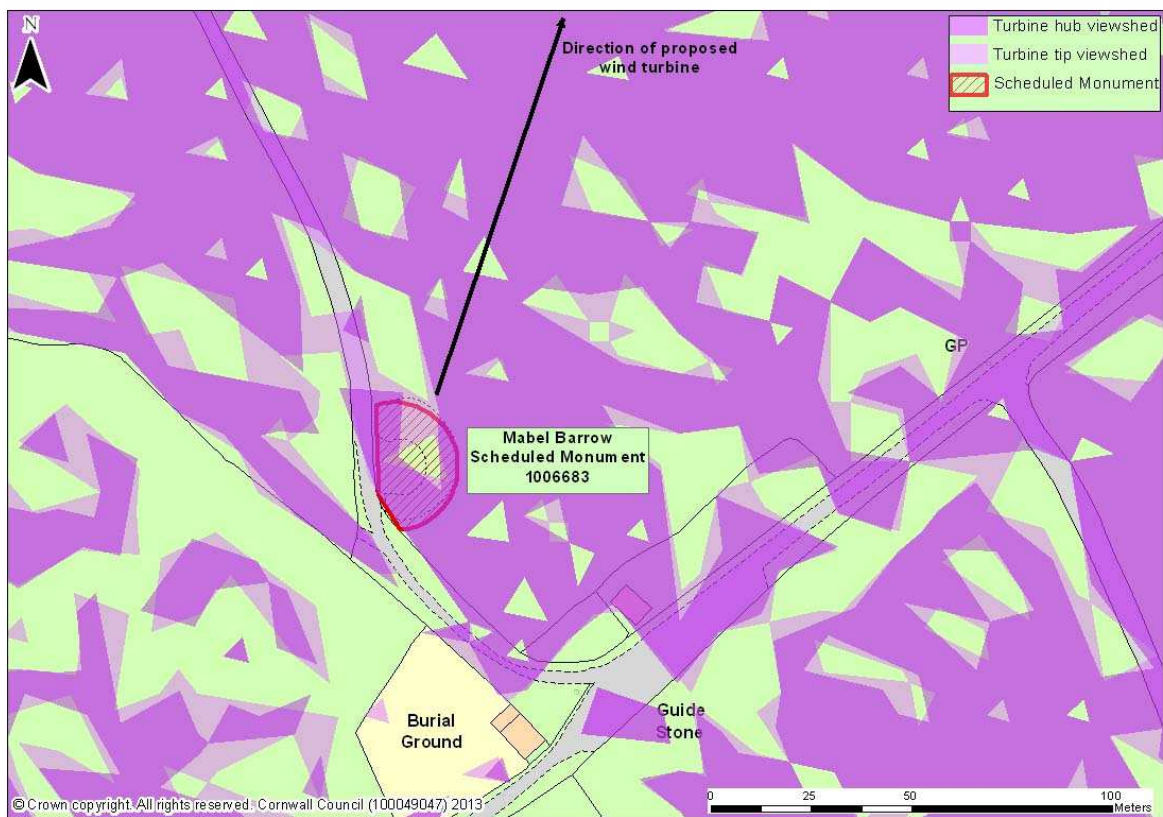 N
Direction of proposed
wind turbine
Turbine hub viewshed
Turbine tip viewshed
Scheduled Monument
GP
Mabel Barrow
Scheduled Monument
1006683
Burial
Ground
Guide
Stone
© Crown copyright. All rights reserved. Cornwall Council (100049047) 2013
0 25 50 100
Meters